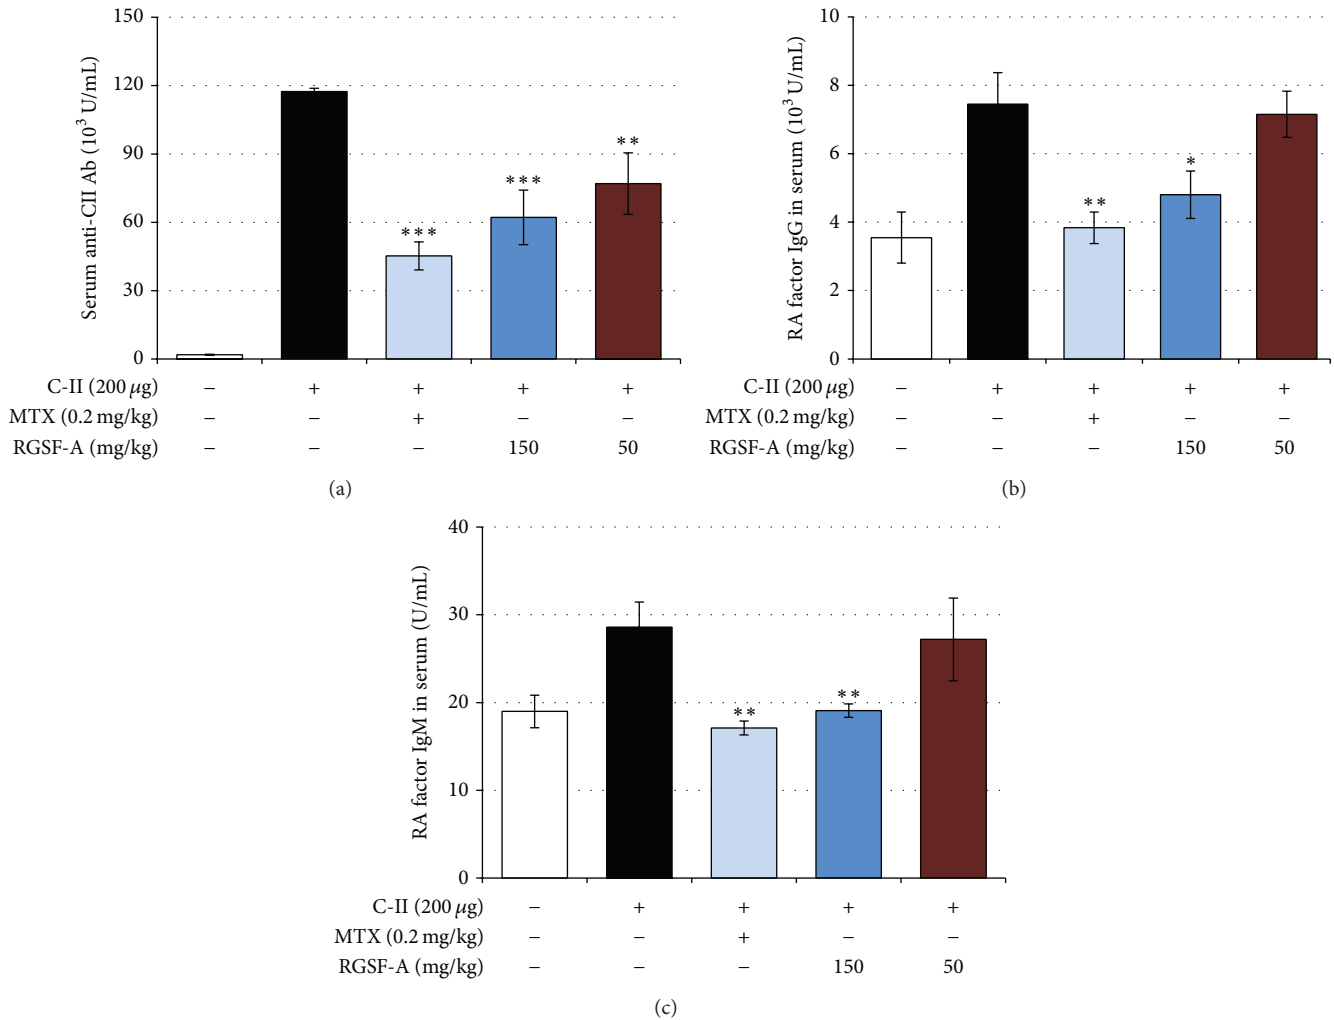 150
120
90
60
30
0
Serum anti-CII Ab (10³ U/mL)
***
***
**
C-II (200 μg) − + + + +
MTX (0.2 mg/kg) − − + − −
RGSF-A (mg/kg) − − − 150 50
(a)
10
8
6
4
2
0
RA factor IgG in serum (10³ U/mL)
**
*
C-II (200 μg) − + + + +
MTX (0.2 mg/kg) − − + − −
RGSF-A (mg/kg) − − − 150 50
(b)
40
30
20
10
0
RA factor IgM in serum (U/mL)
**
**
C-II (200 μg) − + + + +
MTX (0.2 mg/kg) − − + − −
RGSF-A (mg/kg) − − − 150 50
(c)